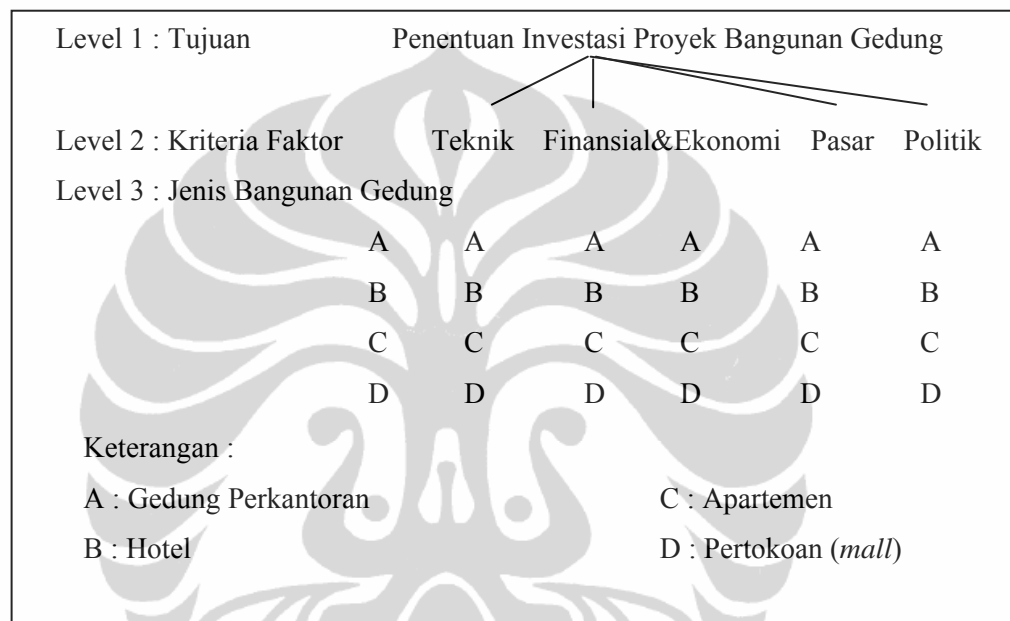 Level 1 : Tujuan Penentuan Investasi Proyek Bangunan Gedung
Level 2 : Kriteria Faktor Teknik Finansial&Ekonomi Pasar Politik
Level 3 : Jenis Bangunan Gedung
A A A A A A
B B B B B B
C C C C C C
D D D D D D
Keterangan :
A : Gedung Perkantoran C : Apartemen
B : Hotel D : Pertokoan (mall)